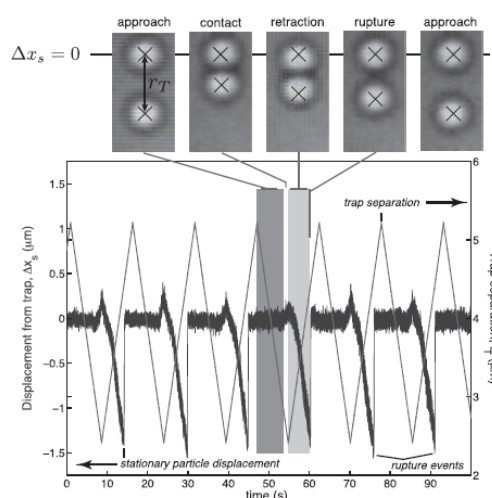 approach contact retraction rupture approach
Δx_s = 0
r_T
trap separation
stationary particle displacement
rupture events
Displacement from trap, Δx_s (μm)
1.5
1
0.5
0
-0.5
-1
-1.5
6
5
4
3
2
0 10 20 30 40 50 60 70 80 90
time (s)